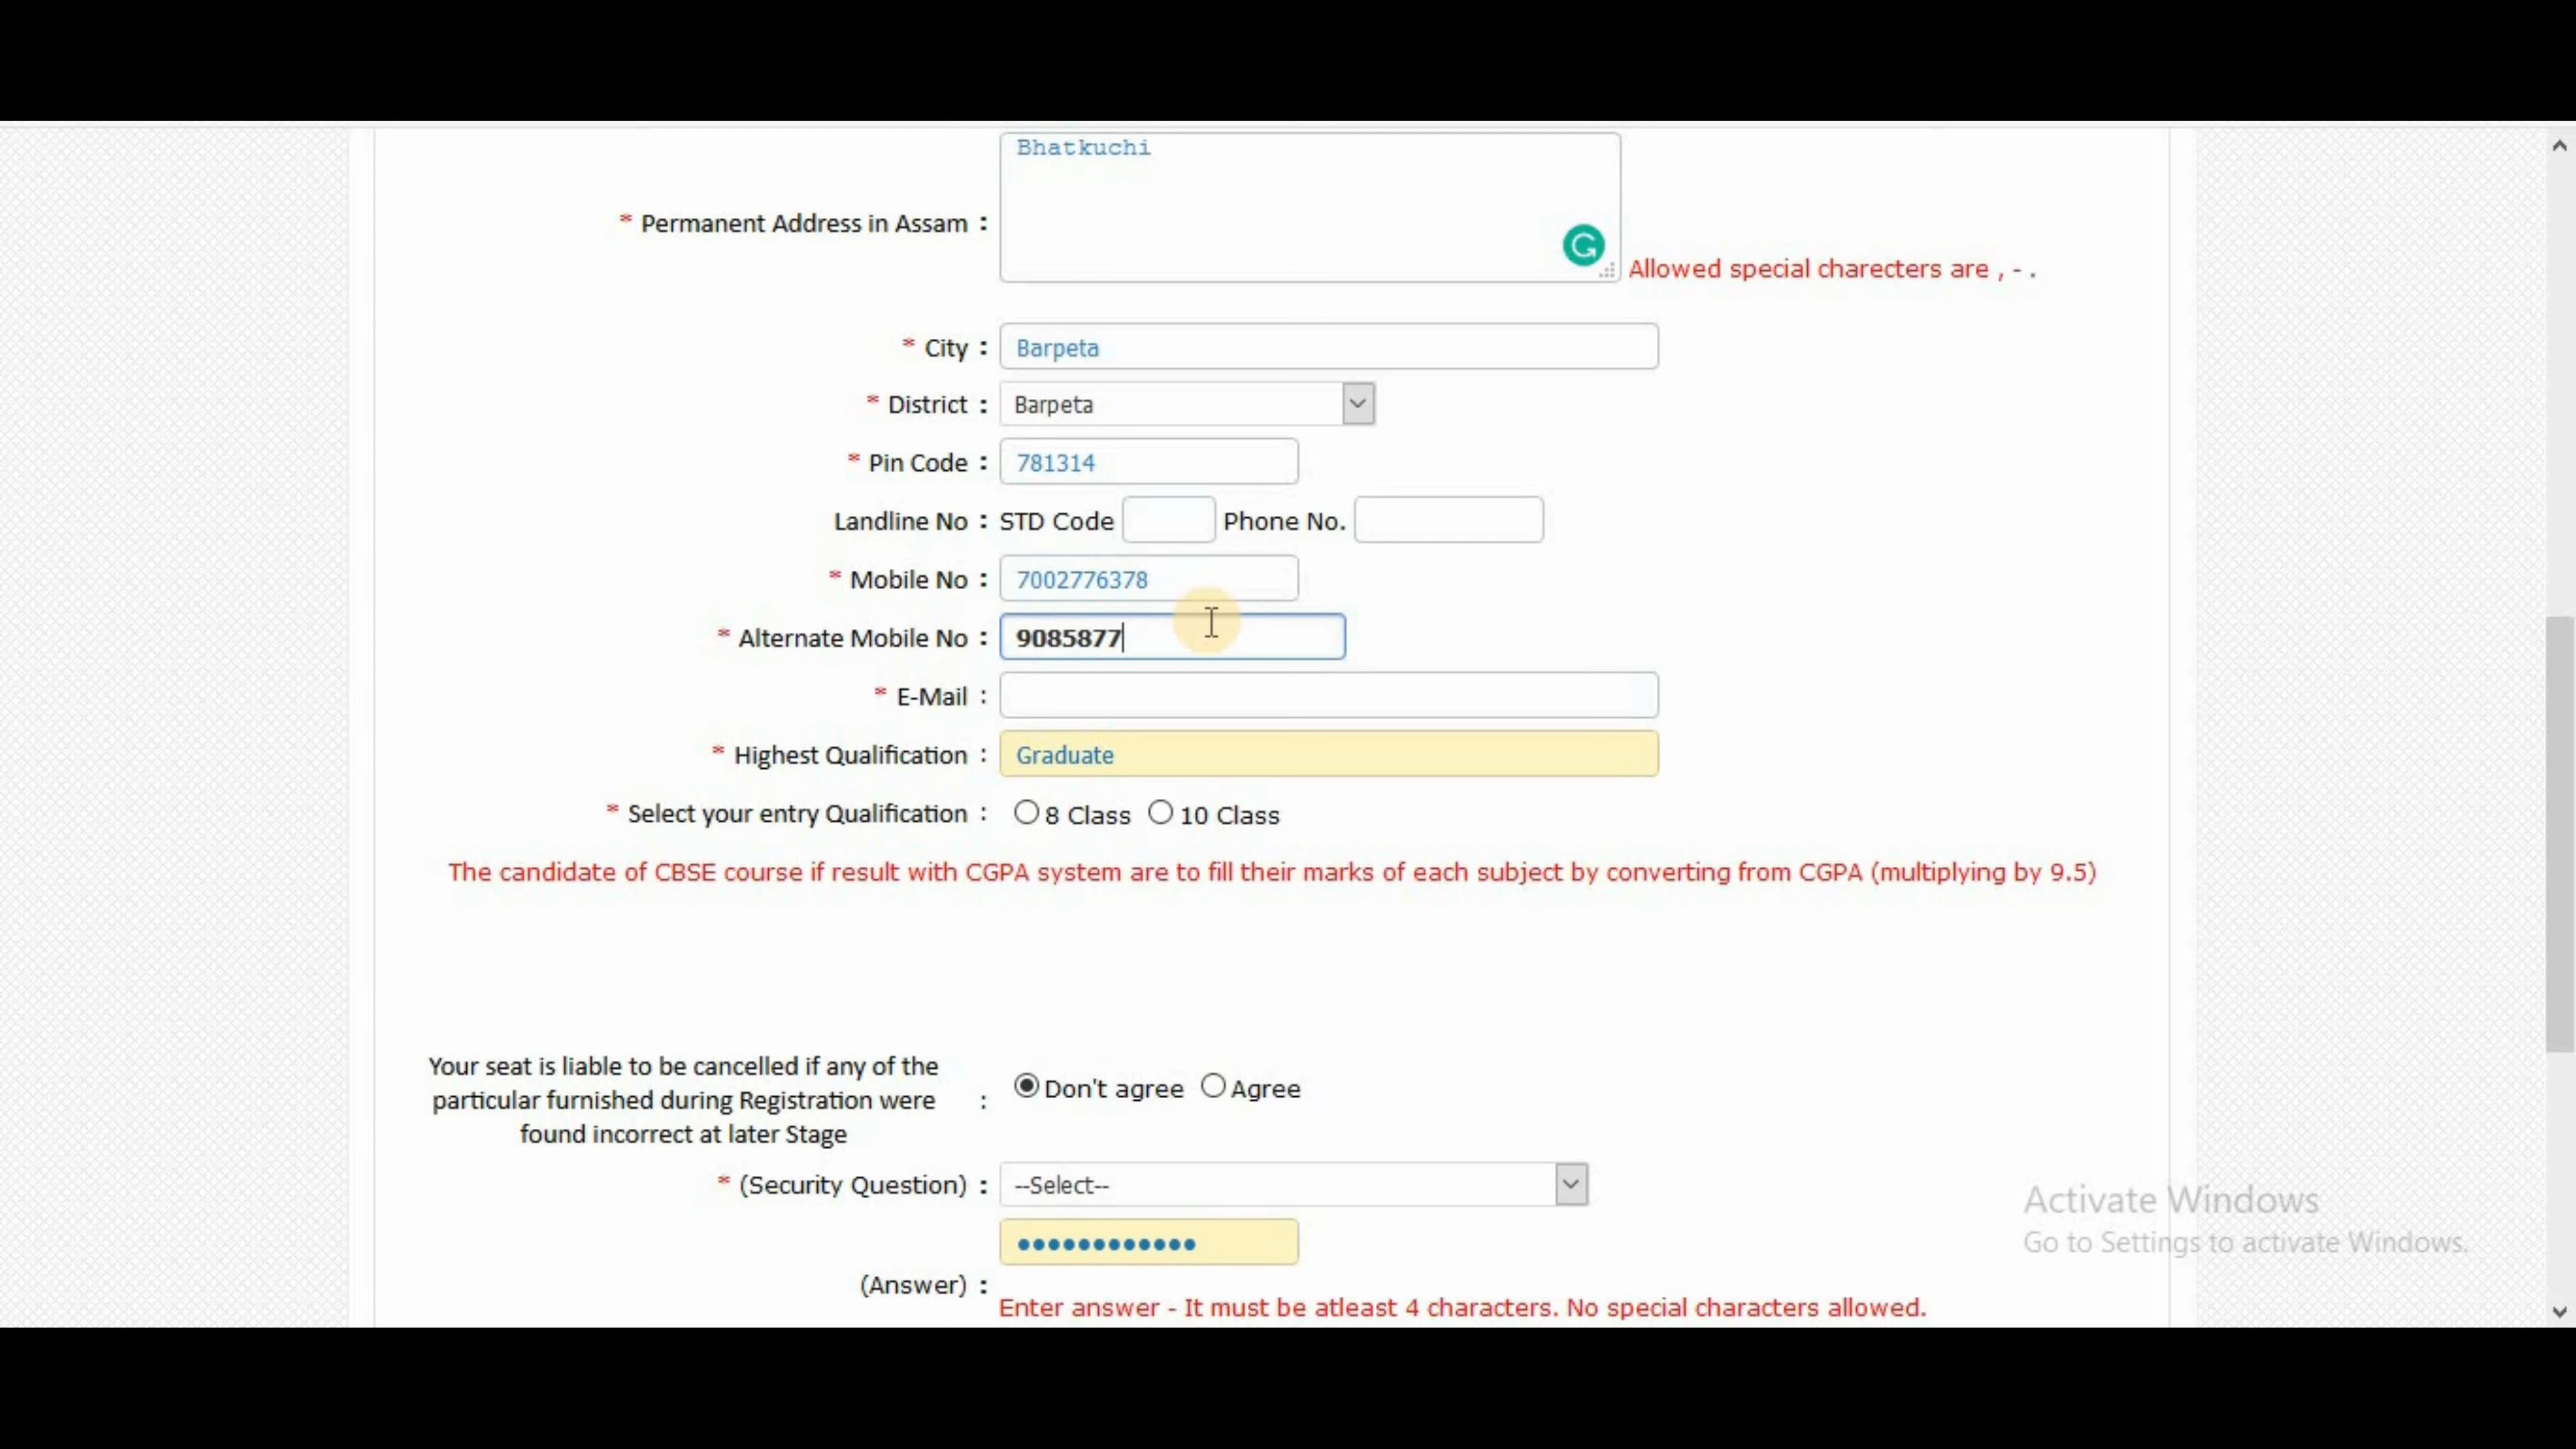 Bhatkuchi
* Permanent Address in Assam :
Allowed special charecters are , - .
* City : Barpeta
* District : Barpeta
* Pin Code : 781314
Landline No : STD Code Phone No.
* Mobile No : 7002776378
* Alternate Mobile No : 9085877
* E-Mail :
* Highest Qualification : Graduate
* Select your entry Qualification : 8 Class 10 Class
The candidate of CBSE course if result with CGPA system are to fill their marks of each subject by converting from CGPA (multiplying by 9.5)
Your seat is liable to be cancelled if any of the
particular furnished during Registration were
found incorrect at later Stage
: Don't agree Agree
* (Security Question) : --Select--
••••••••••••
(Answer) :
Enter answer - It must be atleast 4 characters. No special characters allowed.
Activate Windows
Go to Settings to activate Windows.